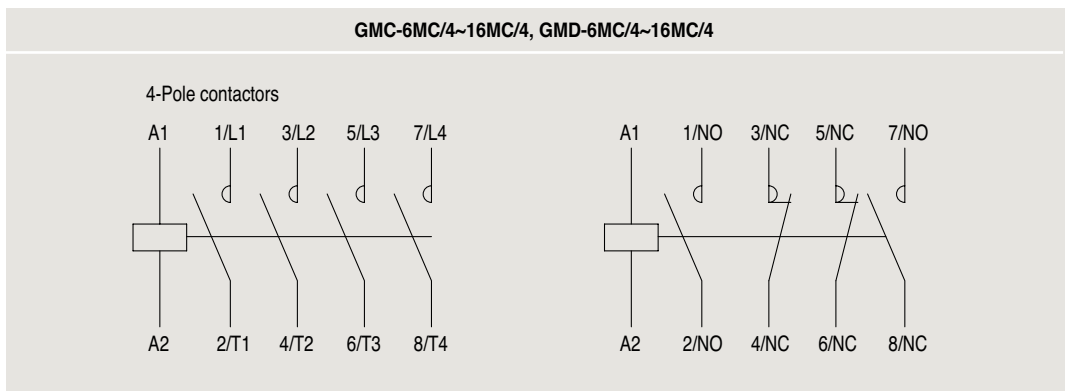 GMC-6MC/4~16MC/4, GMD-6MC/4~16MC/4
4-Pole contactors
A1 1/L1 3/L2 5/L3 7/L4
A2 2/T1 4/T2 6/T3 8/T4
A1 1/NO 3/NC 5/NC 7/NO
A2 2/NO 4/NC 6/NC 8/NC